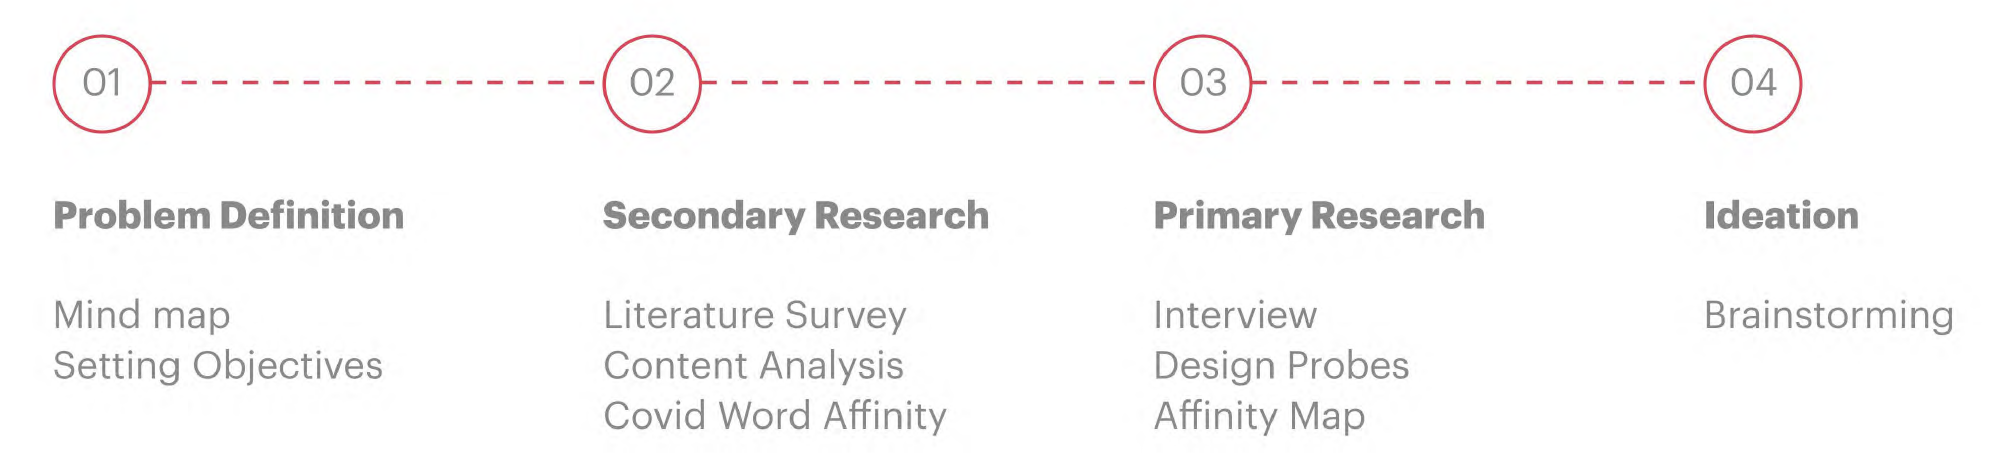 01
02
03
04
Problem Definition
Mind map
Setting Objectives
Secondary Research
Literature Survey
Content Analysis
Covid Word Affinity
Primary Research
Interview
Design Probes
Affinity Map
Ideation
Brainstorming